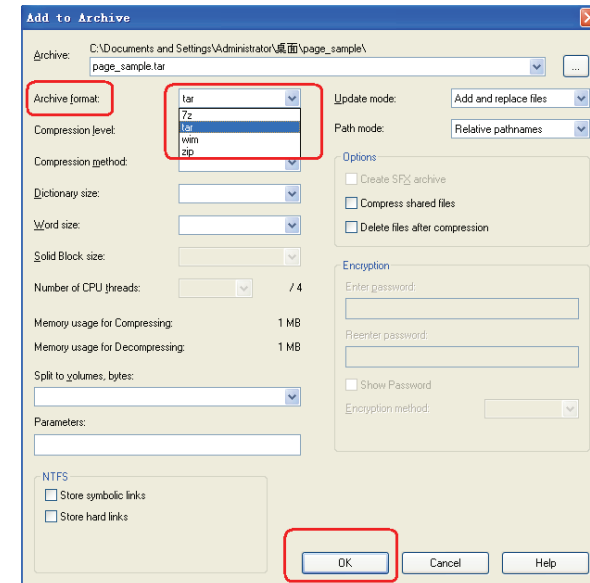 Add to Archive
Archive: C:\Documents and Settings\Administrator\桌面\page_sample\
page_sample.tar
...
Archive format: tar
7z
tar
wim
zip
Compression level:
Compression method:
Dictionary size:
Word size:
Solid Block size:
Number of CPU threads: / 4
Memory usage for Compressing: 1 MB
Memory usage for Decompressing: 1 MB
Split to volumes, bytes:
Parameters:
NTFS
Store symbolic links
Store hard links
Update mode: Add and replace files
Path mode: Relative pathnames
Options
Create SFX archive
Compress shared files
Delete files after compression
Encryption
Enter password:
Reenter password:
Show Password
Encryption method:
OK Cancel Help